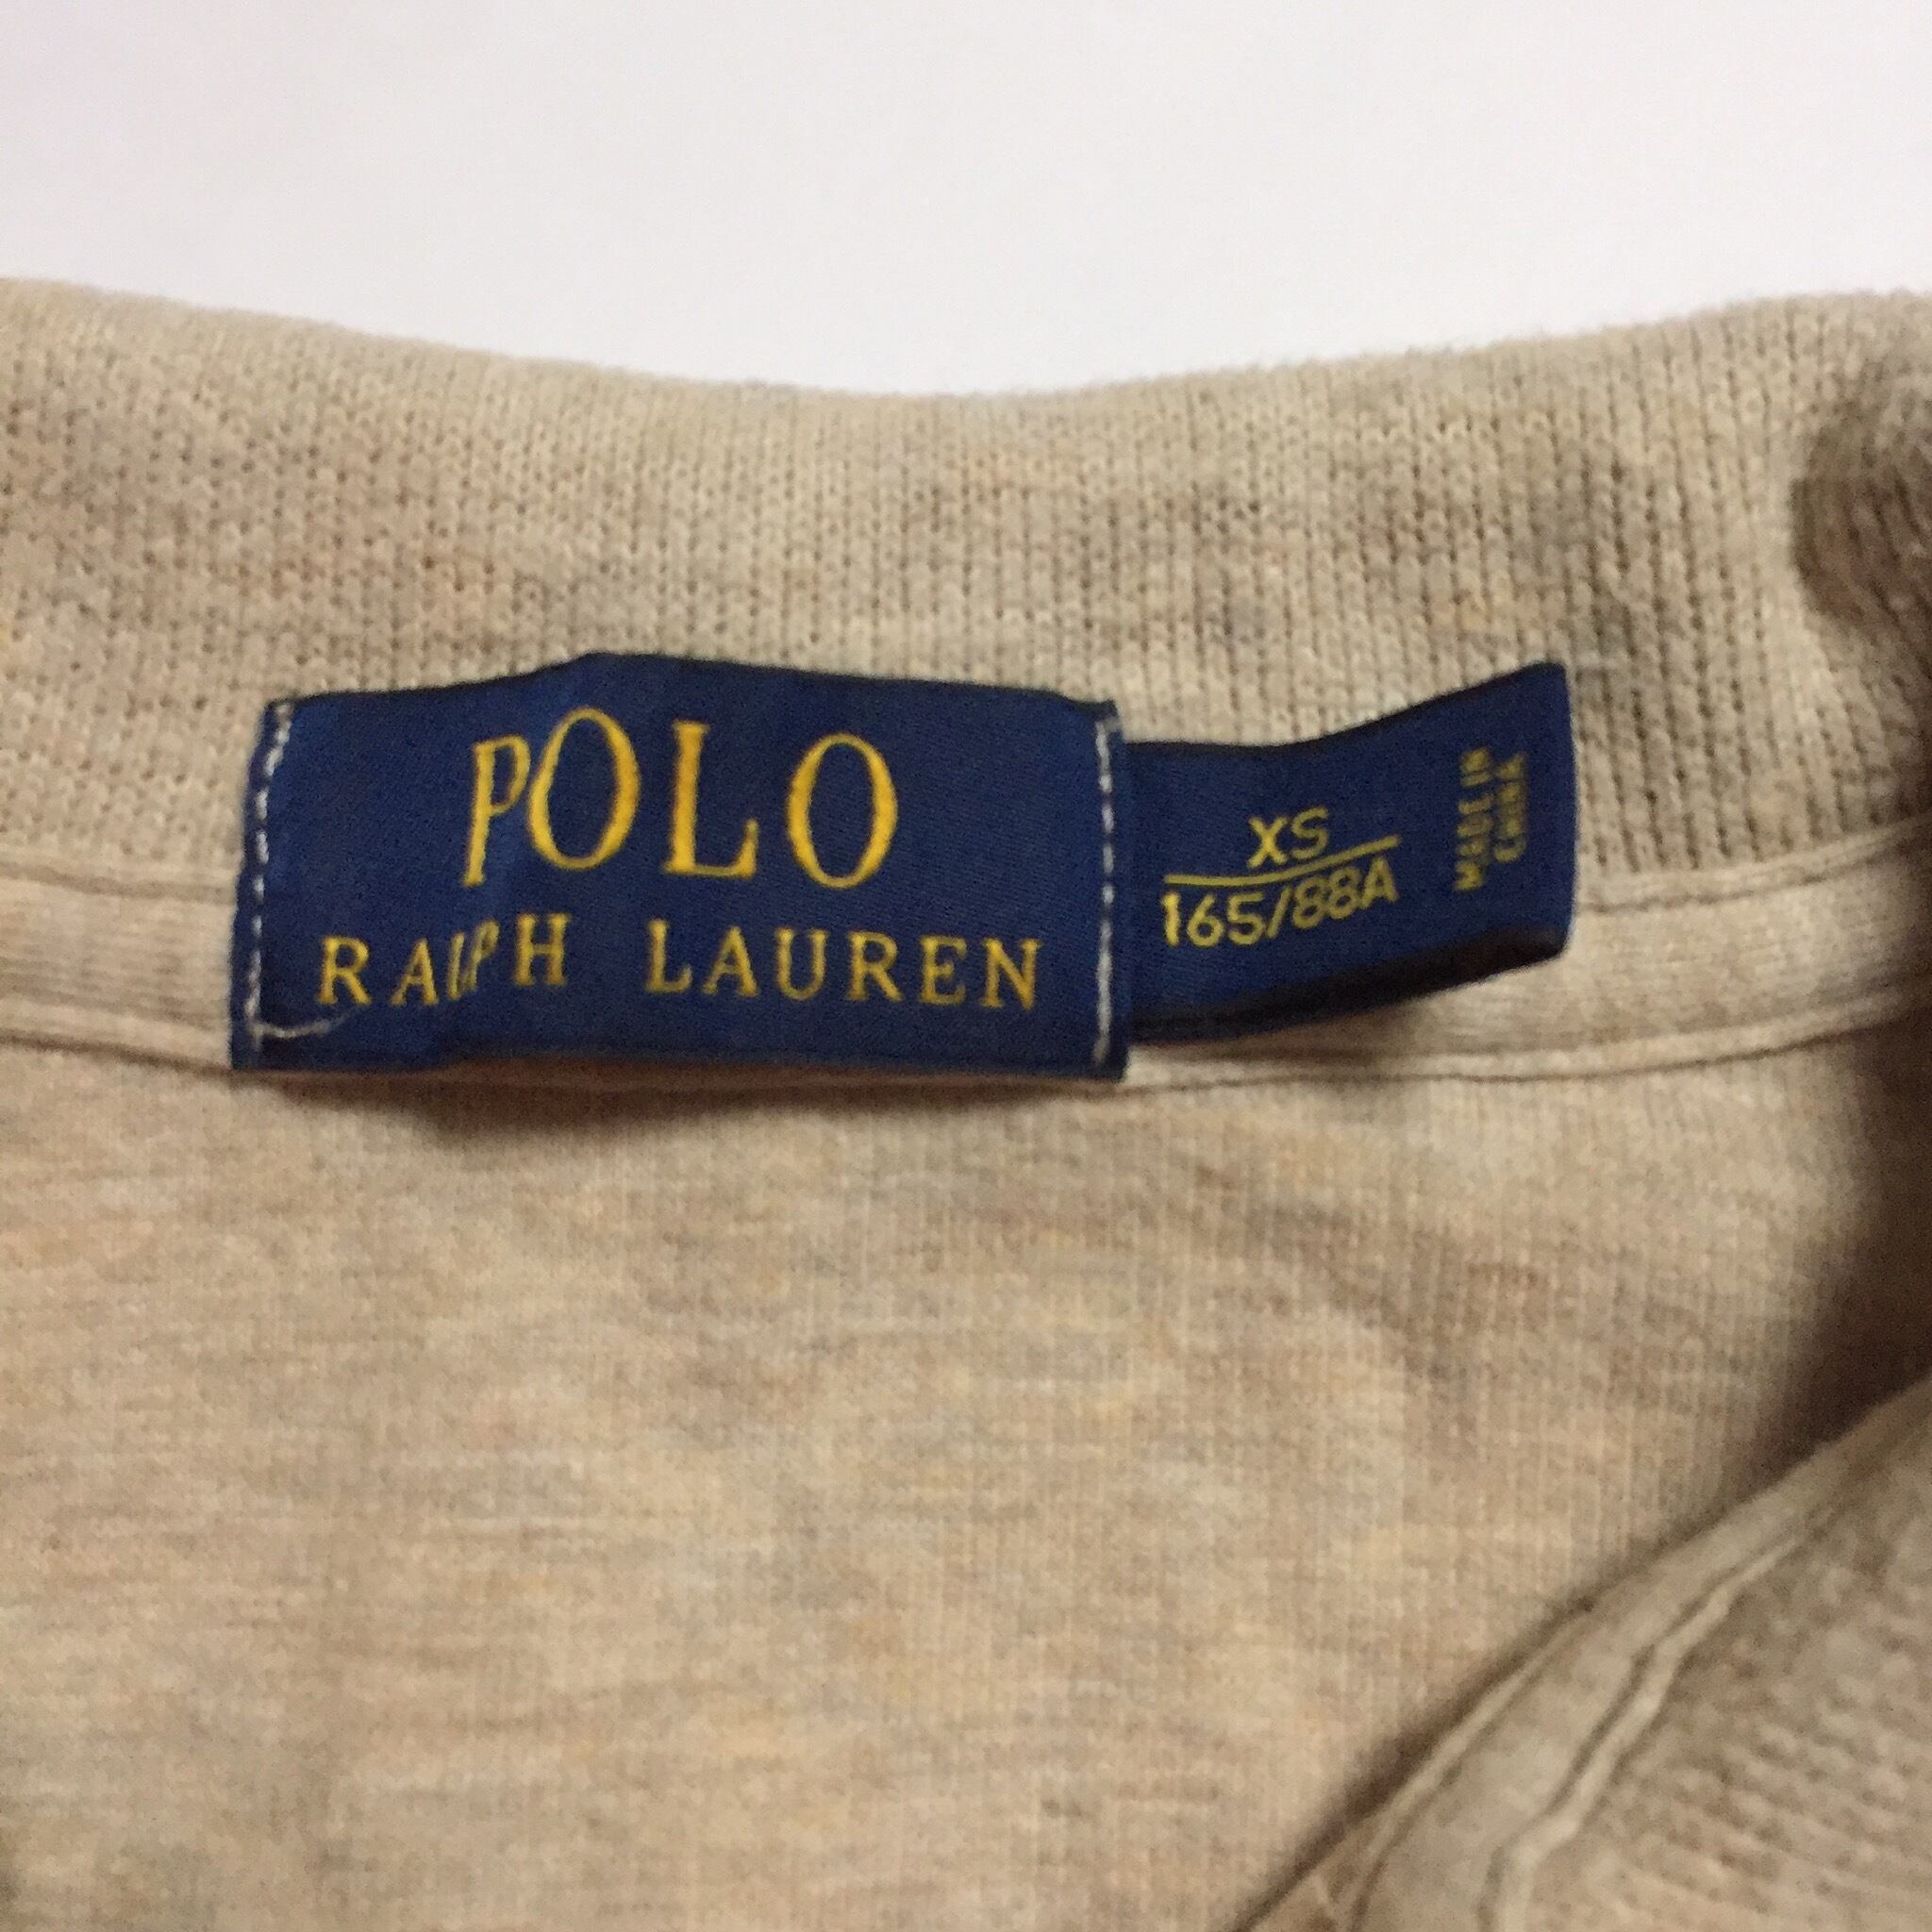 POLO
RALPH LAUREN
XS
165/88A
MADE IN
CHINA